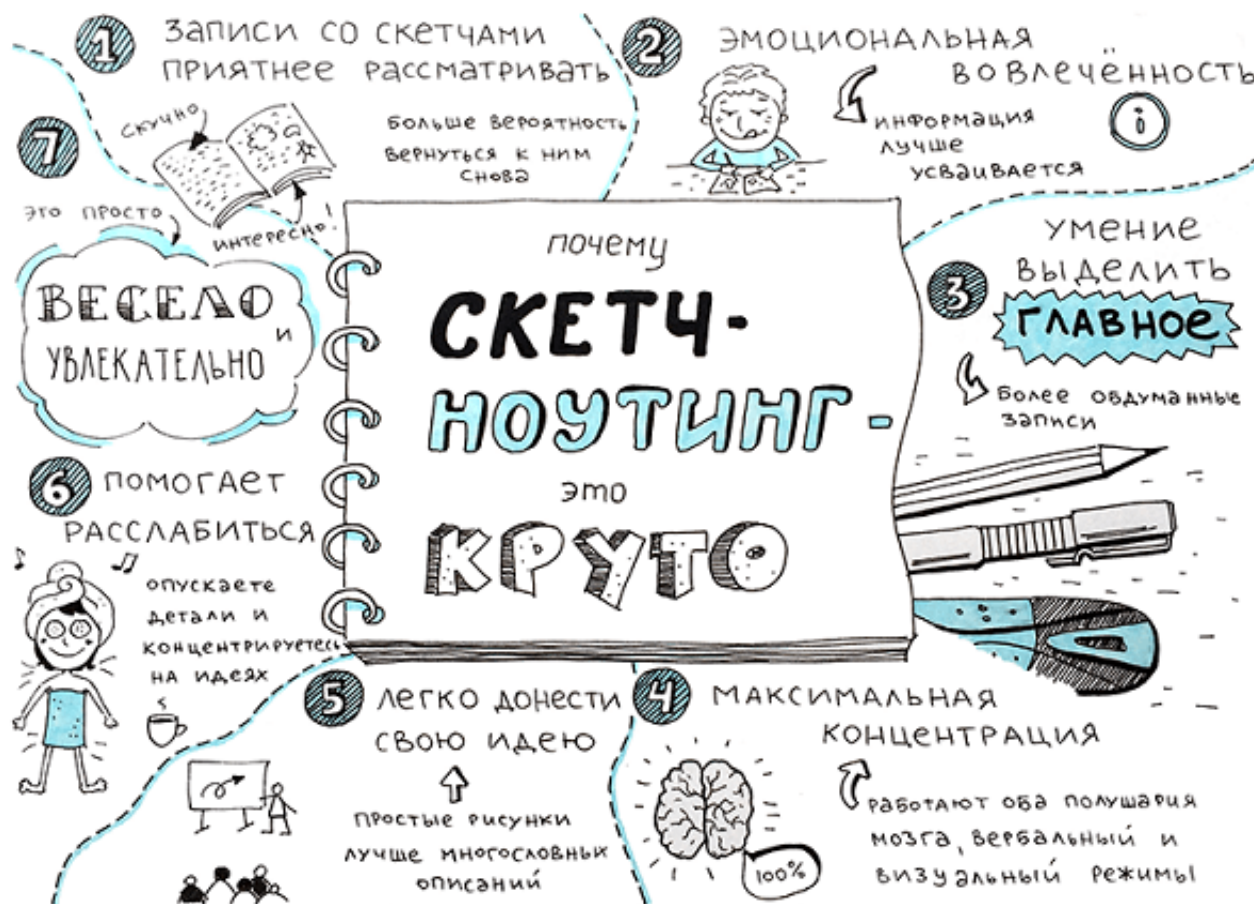 почему
СКЕТЧ-
НОУТИНГ-
это
КРУТО
1
ЗАПИСИ СО СКЕТЧАМИ
ПРИЯТНЕЕ РАССМАТРИВАТЬ
СКУЧНО
ИНТЕРЕСНО!
БОЛЬШЕ ВЕРОЯТНОСТЬ
ВЕРНУТЬСЯ К НИМ
СНОВА
2
ЭМОЦИОНАЛЬНАЯ
ВОВЛЕЧЁННОСТЬ
ИНФОРМАЦИЯ
ЛУЧШЕ
УСВАИВАЕТСЯ
i
3
УМЕНИЕ
ВЫДЕЛИТЬ
ГЛАВНОЕ
БОЛЕЕ ОБДУМАННЫЕ
ЗАПИСИ
4
МАКСИМАЛЬНАЯ
КОНЦЕНТРАЦИЯ
РАБОТАЮТ ОБА ПОЛУШАРИЯ
МОЗГА, ВЕРБАЛЬНЫЙ И
ВИЗУАЛЬНЫЙ РЕЖИМЫ
100%
5
ЛЕГКО ДОНЕСТИ
СВОЮ ИДЕЮ
ПРОСТЫЕ РИСУНКИ
ЛУЧШЕ МНОГОСЛОВНЫХ
ОПИСАНИЙ
6
ПОМОГАЕТ
РАССЛАБИТЬСЯ
ОПУСКАЕТЕ
ДЕТАЛИ И
КОНЦЕНТРИРУЕТЕСЬ
НА ИДЕЯХ
7
ЭТО ПРОСТО
ВЕСЕЛО
И
УВЛЕКАТЕЛЬНО